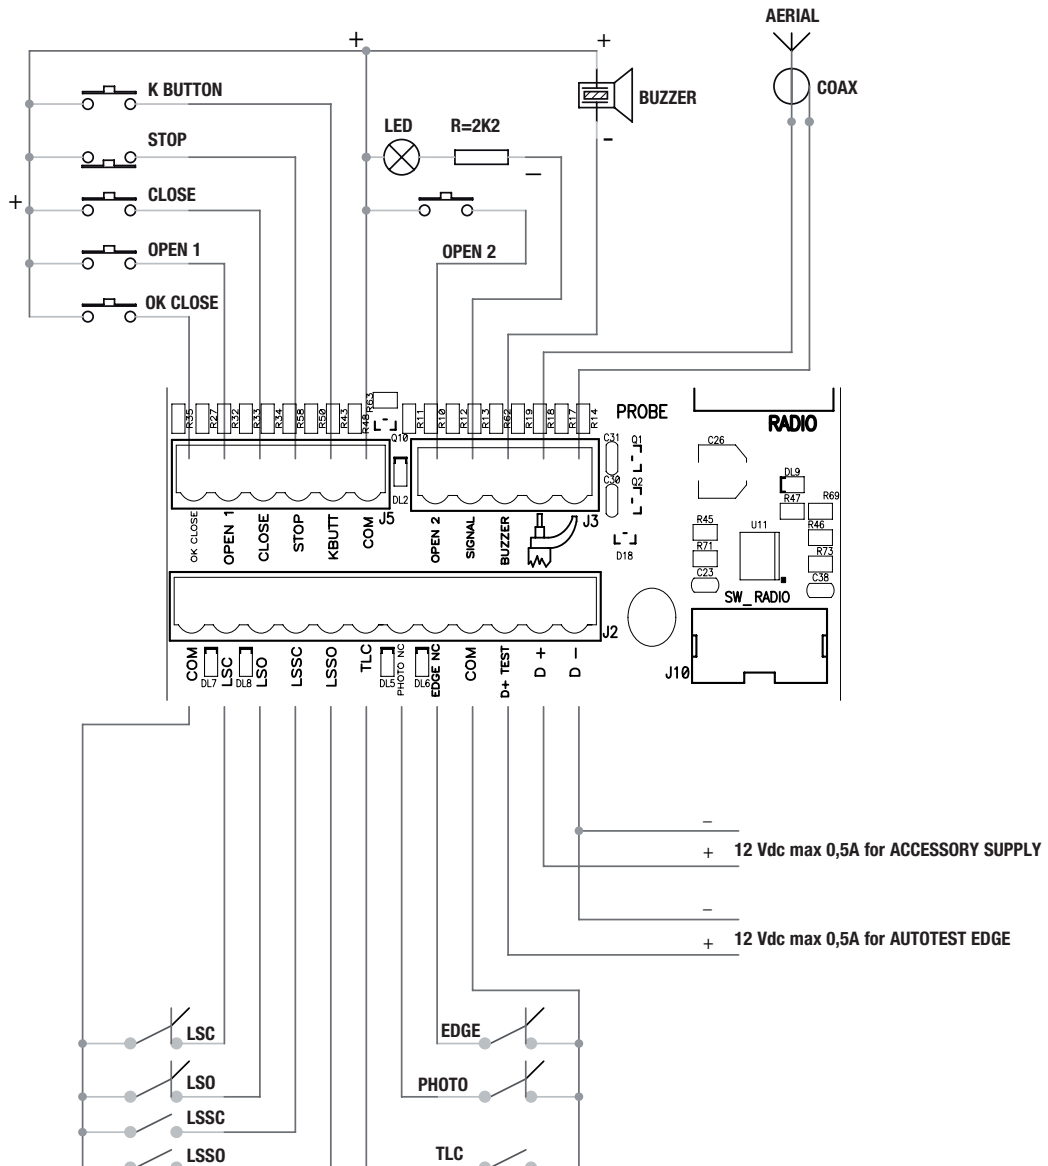 AERIAL
+ +
K BUTTON
BUZZER
COAX
STOP
LED R=2K2
-
CLOSE
–
+
OPEN 1
OPEN 2
OK CLOSE
R35 R27 R32 R33 R34 R58 R50 R43 R48 R63
Q10
R11 R10 R12 R13 R62 R19 R18 R17 R14
PROBE
RADIO
C31 Q1
C26
DL2
C30 Q2
DL9
R47 R69
J5
J3
OK CLOSE
OPEN 1
CLOSE
STOP
KBUTT
COM
OPEN 2
SIGNAL
BUZZER
D18
R45
U11
R46
R71
R73
C23
C38
SW_RADIO
J2
J10
COM
DL7
LSC
DL8
LSO
LSSC
LSSO
TLC
DL5
PHOTO NC
DL6
EDGE NC
COM
D+ TEST
D +
D –
–
+ 12 Vdc max 0,5A for ACCESSORY SUPPLY
–
+ 12 Vdc max 0,5A for AUTOTEST EDGE
LSC
EDGE
LSO
PHOTO
LSSC
LSSO
TLC